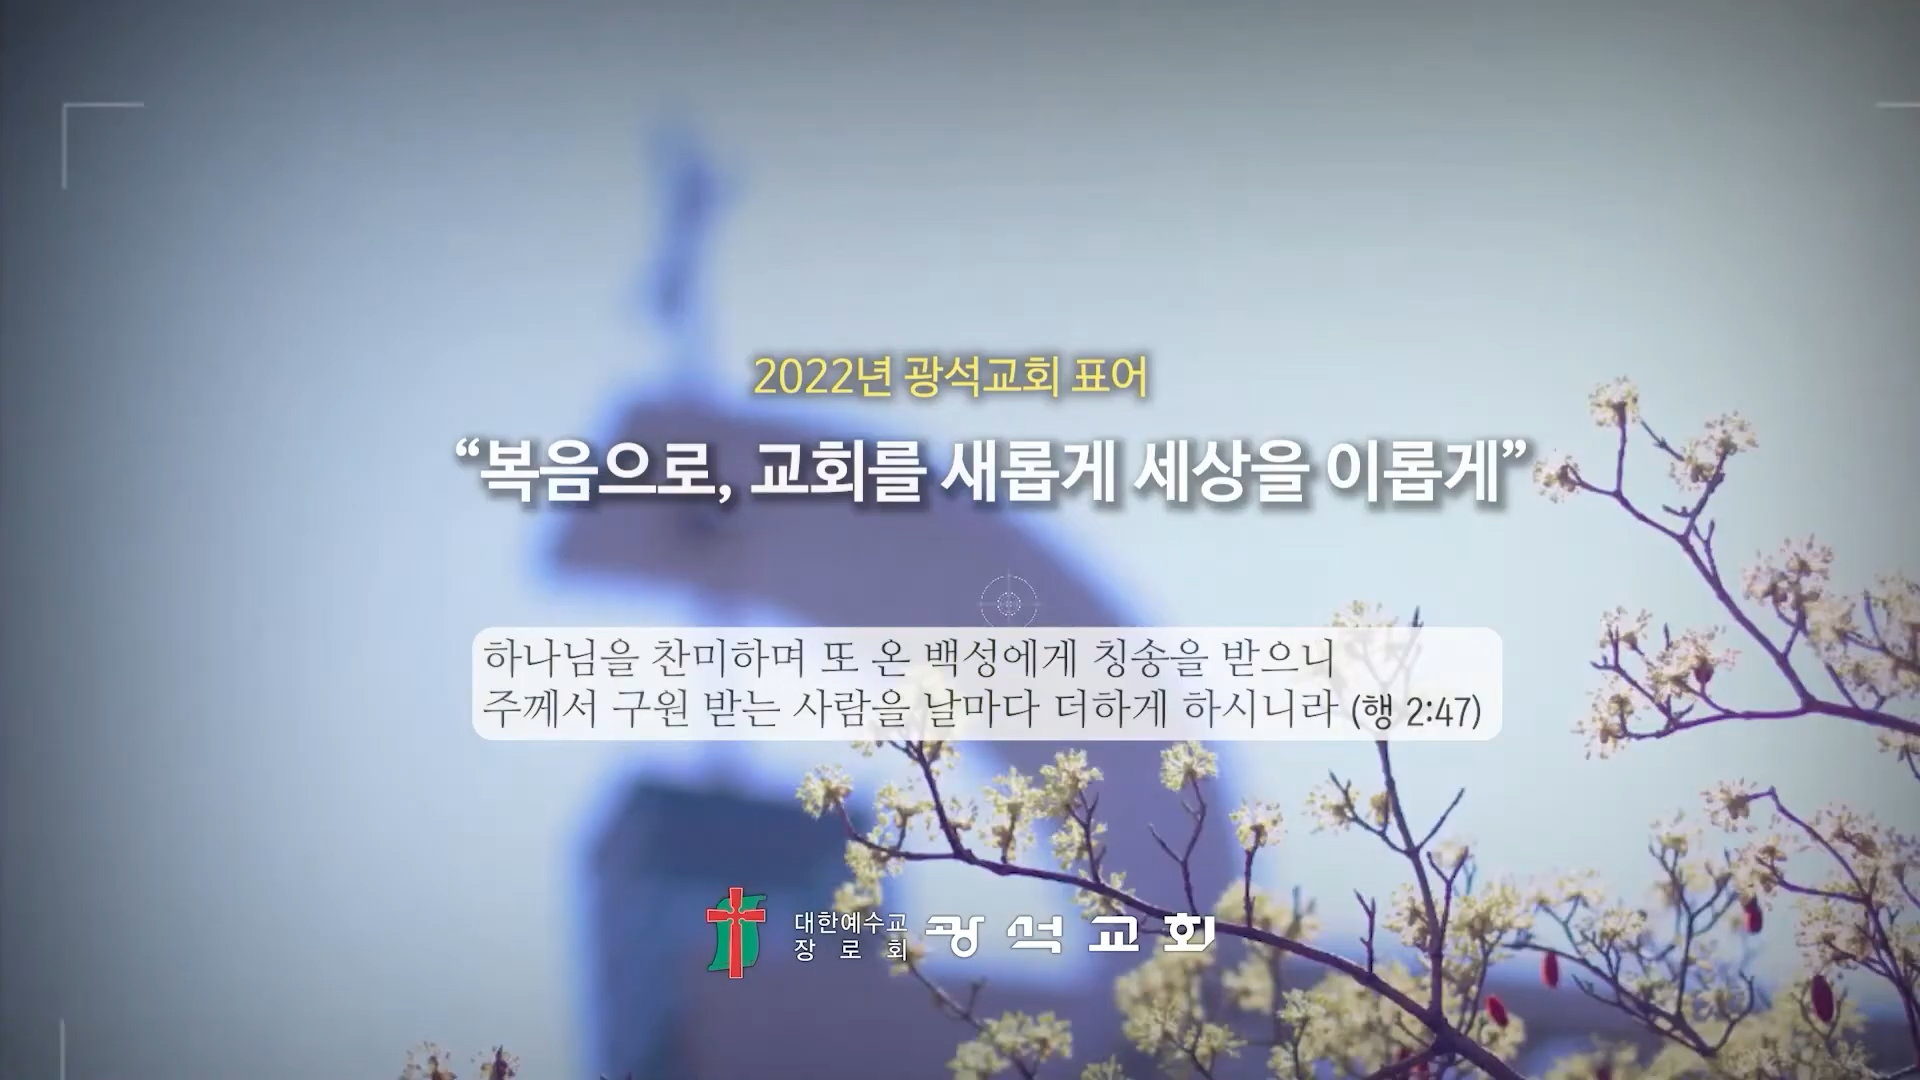 2022년 광석교회 표어
“복음으로, 교회를 새롭게 세상을 이롭게”
하나님을 찬미하며 또 온 백성에게 칭송을 받으니
주께서 구원 받는 사람을 날마다 더하게 하시니라 (행 2:47)
대한예수교
장로회
광석교회